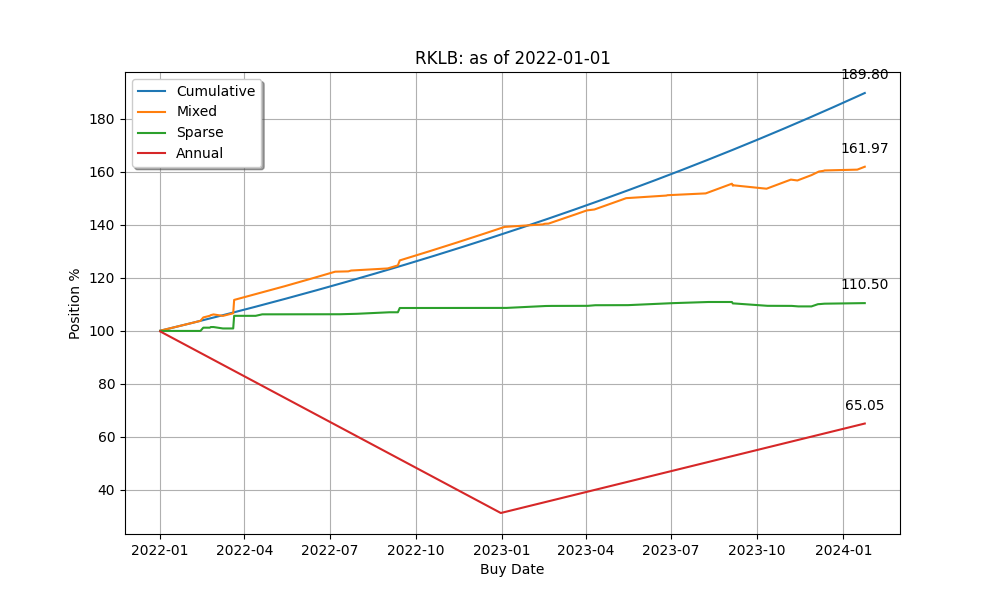 RKLB: as of 2022-01-01
189.80
Cumulative
Mixed
Sparse
Annual
161.97
110.50
65.05
180
160
140
120
100
80
60
40
Position %
2022-01 2022-04 2022-07 2022-10 2023-01 2023-04 2023-07 2023-10 2024-01
Buy Date